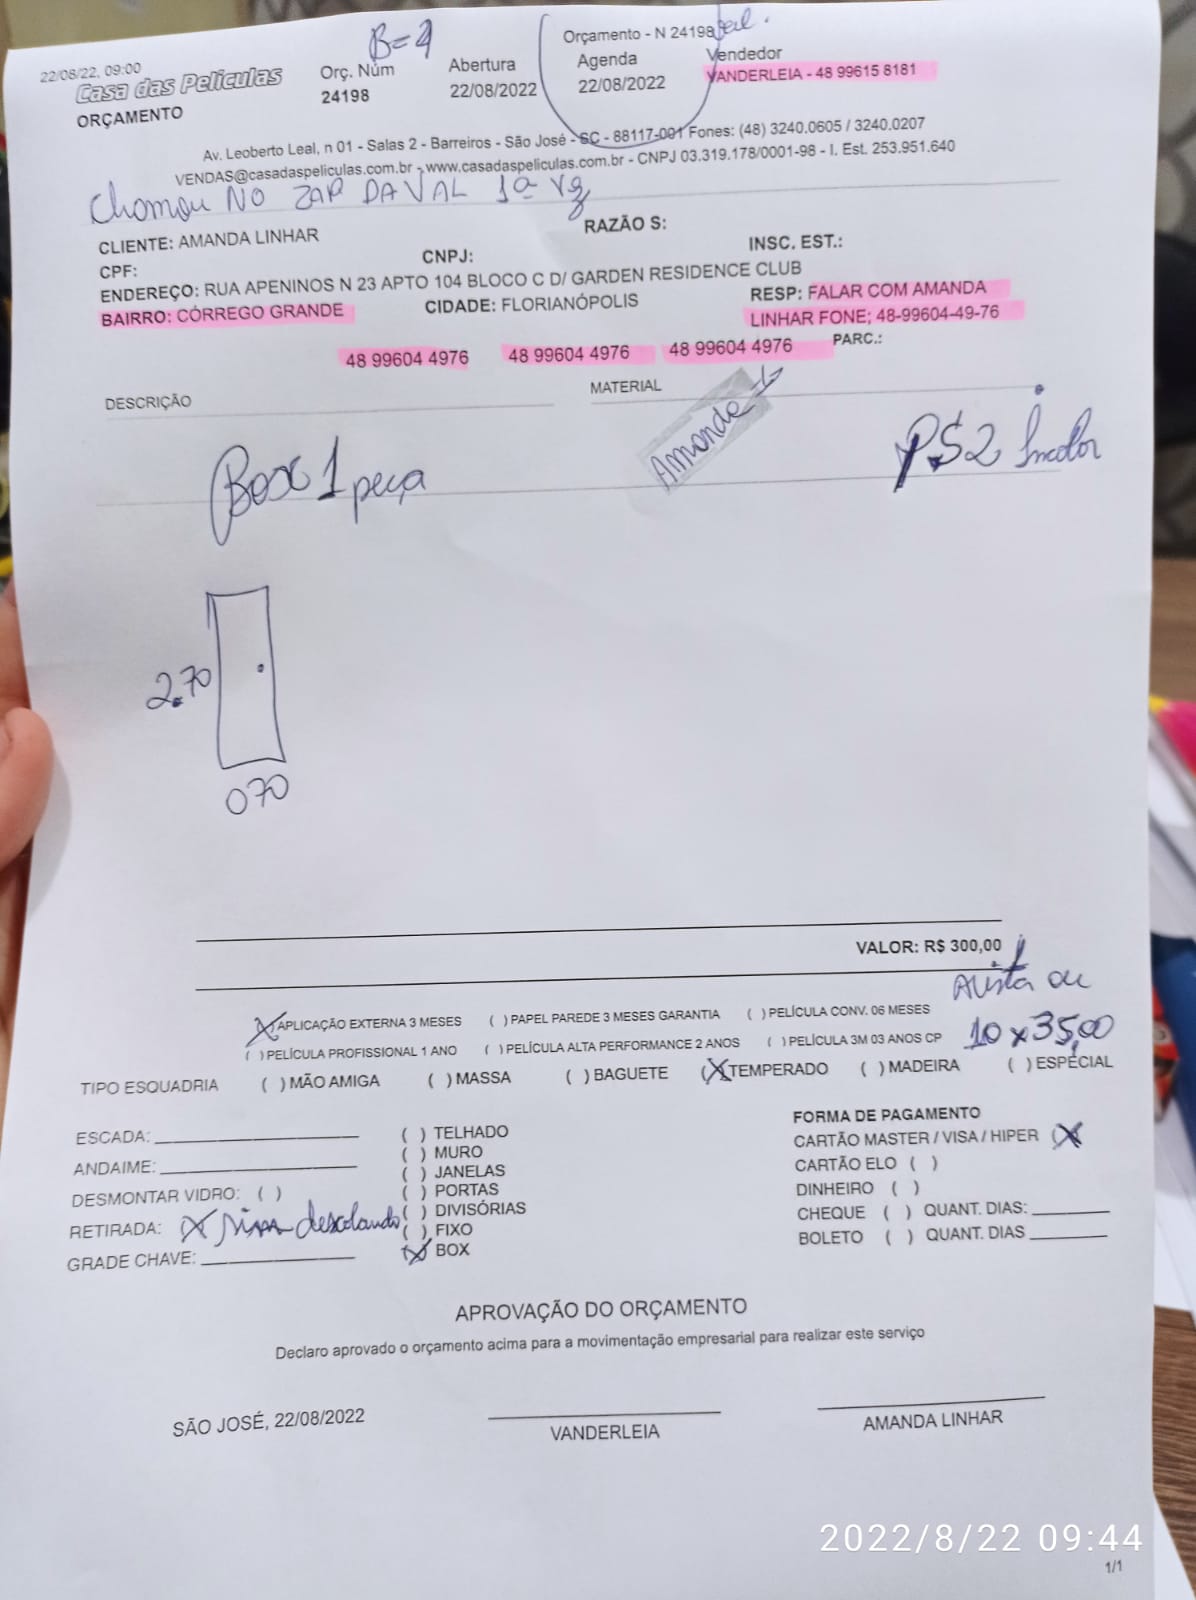 B=4
Orçamento - N 24198
22/08/22, 09:00
Casa das Películas
ORÇAMENTO
Orç. Núm
24198
Abertura
22/08/2022
Agenda
22/08/2022
Vendedor
VANDERLEIA - 48 99615 8181
Av. Leoberto Leal, n 01 - Salas 2 - Barreiros - São José - SC - 88117-001 Fones: (48) 3240.0605 / 3240.0207
VENDAS@casadaspeliculas.com.br - www.casadaspeliculas.com.br - CNPJ 03.319.178/0001-98 - I. Est. 253.951.640
Chamou NO ZAP DA VAL 1ª vez
CLIENTE: AMANDA LINHAR
RAZÃO S:
CPF:
CNPJ:
INSC. EST.:
ENDEREÇO: RUA APENINOS N 23 APTO 104 BLOCO C D/ GARDEN RESIDENCE CLUB
BAIRRO: CÓRREGO GRANDE
CIDADE: FLORIANÓPOLIS
RESP: FALAR COM AMANDA
LINHAR FONE; 48-99604-49-76
48 99604 4976 48 99604 4976 48 99604 4976 PARC.:
DESCRIÇÃO
MATERIAL
Amanda
Box 1 peça
PS2 Incolor
2.70
070
VALOR: R$ 300,00
Avista ou
10 x 35,00
(X) APLICAÇÃO EXTERNA 3 MESES ( ) PAPEL PAREDE 3 MESES GARANTIA ( ) PELÍCULA CONV. 06 MESES
( ) PELÍCULA PROFISSIONAL 1 ANO ( ) PELÍCULA ALTA PERFORMANCE 2 ANOS ( ) PELÍCULA 3M 03 ANOS CP
TIPO ESQUADRIA ( ) MÃO AMIGA ( ) MASSA ( ) BAGUETE (X) TEMPERADO ( ) MADEIRA ( ) ESPECIAL
ESCADA:
ANDAIME:
DESMONTAR VIDRO: ( )
RETIRADA: X sim descolando
GRADE CHAVE:
( ) TELHADO
( ) MURO
( ) JANELAS
( ) PORTAS
( ) DIVISÓRIAS
( ) FIXO
(X) BOX
FORMA DE PAGAMENTO
CARTÃO MASTER / VISA / HIPER (X)
CARTÃO ELO ( )
DINHEIRO ( )
CHEQUE ( ) QUANT. DIAS:
BOLETO ( ) QUANT. DIAS
APROVAÇÃO DO ORÇAMENTO
Declaro aprovado o orçamento acima para a movimentação empresarial para realizar este serviço
SÃO JOSÉ, 22/08/2022
VANDERLEIA
AMANDA LINHAR
2022/8/22 09:44
1/1